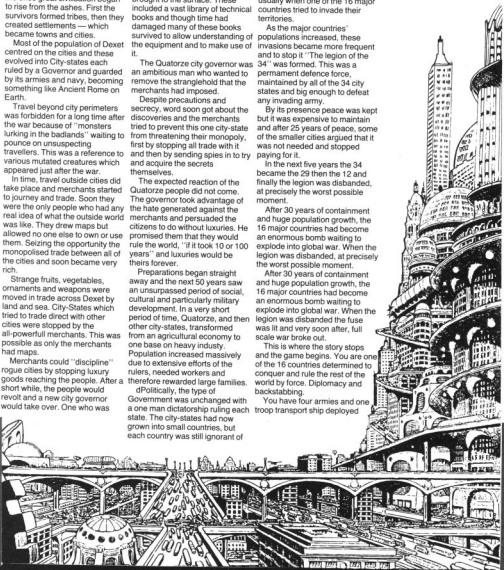 to rise from the ashes. First the
survivors formed tribes, then they
created settlements — which
became towns and cities.
Most of the population of Dexet
centred on the cities and these
evolved into City-states each
ruled by a Governor and guarded
by its armies and navy, becoming
something like Ancient Rome on
Earth.
Travel beyond city perimeters
was forbidden for a long time after
the war because of "monsters
lurking in the badlands" waiting to
pounce on unsuspecting
travellers. This was a reference to
various mutated creatures which
appeared just after the war.
In time, travel outside cities did
take place and merchants started
to journey and trade. Soon they
were the only people who had any
real idea of what the outside world
was like. They drew maps but
allowed no else to own or use
them. Seizing the opportunity the
monopolised trade between all of
the cities and soon became very
rich.
Strange fruits, vegetables,
ornaments and weapons were
moved in trade across Dexet by
land and sea. City-States which
tried to trade direct with other
cities were stopped by the
all-powerful merchants. This was
possible as only the merchants
had maps.
Merchants could "discipline"
rogue cities by stopping luxury
goods reaching the people. After a
short while, the people would
revolt and a new city governor
would take over. One who was
brought to the surface. These
included a vast library of technical
books and though time had
damaged many of these books
survived to allow understanding of
the equipment and to make use of
it.
The Quatorze city governor was
an ambitious man who wanted to
remove the stranglehold that the
merchants had imposed.
Despite precautions and
secrecy, word soon got about the
discoveries and the merchants
tried to prevent this one city-state
from threatening their monopoly,
first by stopping all trade with it
and then by sending spies in to try
and acquire the secrets
themselves.
The expected reaction of the
Quatorze people did not come.
The governor took advantage of
the hate generated against the
merchants and persuaded the
citizens to do without luxuries. He
promised them that they would
rule the world, "if it took 10 or 100
years" and luxuries would be
theirs forever.
Preparations began straight
away and the next 50 years saw
an unsurpassed period of social,
cultural and particularly military
development. In a very short
period of time, Quatorze, and then
other city-states, transformed
from an agricultural economy to
one base on heavy industy.
Population increased massively
due to extensive efforts of the
rulers, needed workers and
therefore rewarded large families.
dPolitically, the type of
Government was unchanged with
a one man dictatorship ruling each
state. The city-states had now
grown into small countries, but
each country was still ignorant of
usually when one of the 16 major
countries tried to invade their
territories.
As the major countries'
populations increased, these
invasions became more frequent
and to stop it "The legion of the
34" was formed. This was a
permanent defence force,
maintained by all of the 34 city
states and big enough to defeat
any invading army.
By its presence peace was kept
but it was expensive to maintain
and after 25 years of peace, some
of the smaller cities argued that it
was not needed and stopped
paying for it.
In the next five years the 34
became the 29 then the 12 and
finally the legion was disbanded,
at precisely the worst possible
moment.
After 30 years of containment
and huge population growth, the
16 major countries had become
an enormous bomb waiting to
explode into global war. When the
legion was disbanded, at precisely
the worst possible moment.
After 30 years of containment
and huge population growth, the
16 major countries had become
an enormous bomb waiting to
explode into global war. When the
legion was disbanded the fuse
was lit and very soon after, full
scale war broke out.
This is where the story stops
and the game begins. You are one
of the 16 countries determined to
conquer and rule the rest of the
world by force. Diplomacy and
backstabbing.
You have four armies and one
troop transport ship deployed